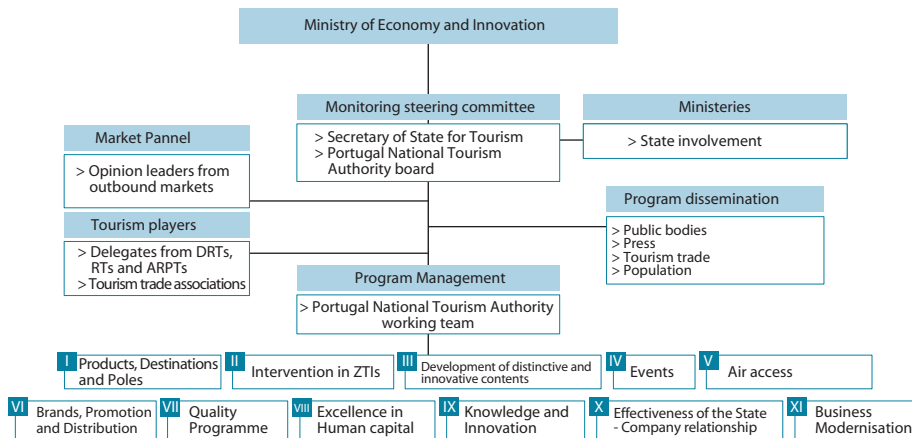 Ministry of Economy and Innovation
Monitoring steering committee
> Secretary of State for Tourism
> Portugal National Tourism
Authority board
Ministeries
> State involvement
Market Pannel
> Opinion leaders from
outbound markets
Program dissemination
> Public bodies
> Press
> Tourism trade
> Population
Tourism players
> Delegates from DRTs,
RTs and ARPTs
> Tourism trade associations
Program Management
> Portugal National Tourism Authority
working team
I
Products, Destinations
and Poles
II
Intervention in ZTIs
III
Development of distinctive and
innovative contents
IV
Events
V
Air access
VI
Brands, Promotion
and Distribution
VII
Quality
Programme
VIII
Excellence in
Human capital
IX
Knowledge and
Innovation
X
Effectiveness of the State
- Company relationship
XI
Business
Modernisation